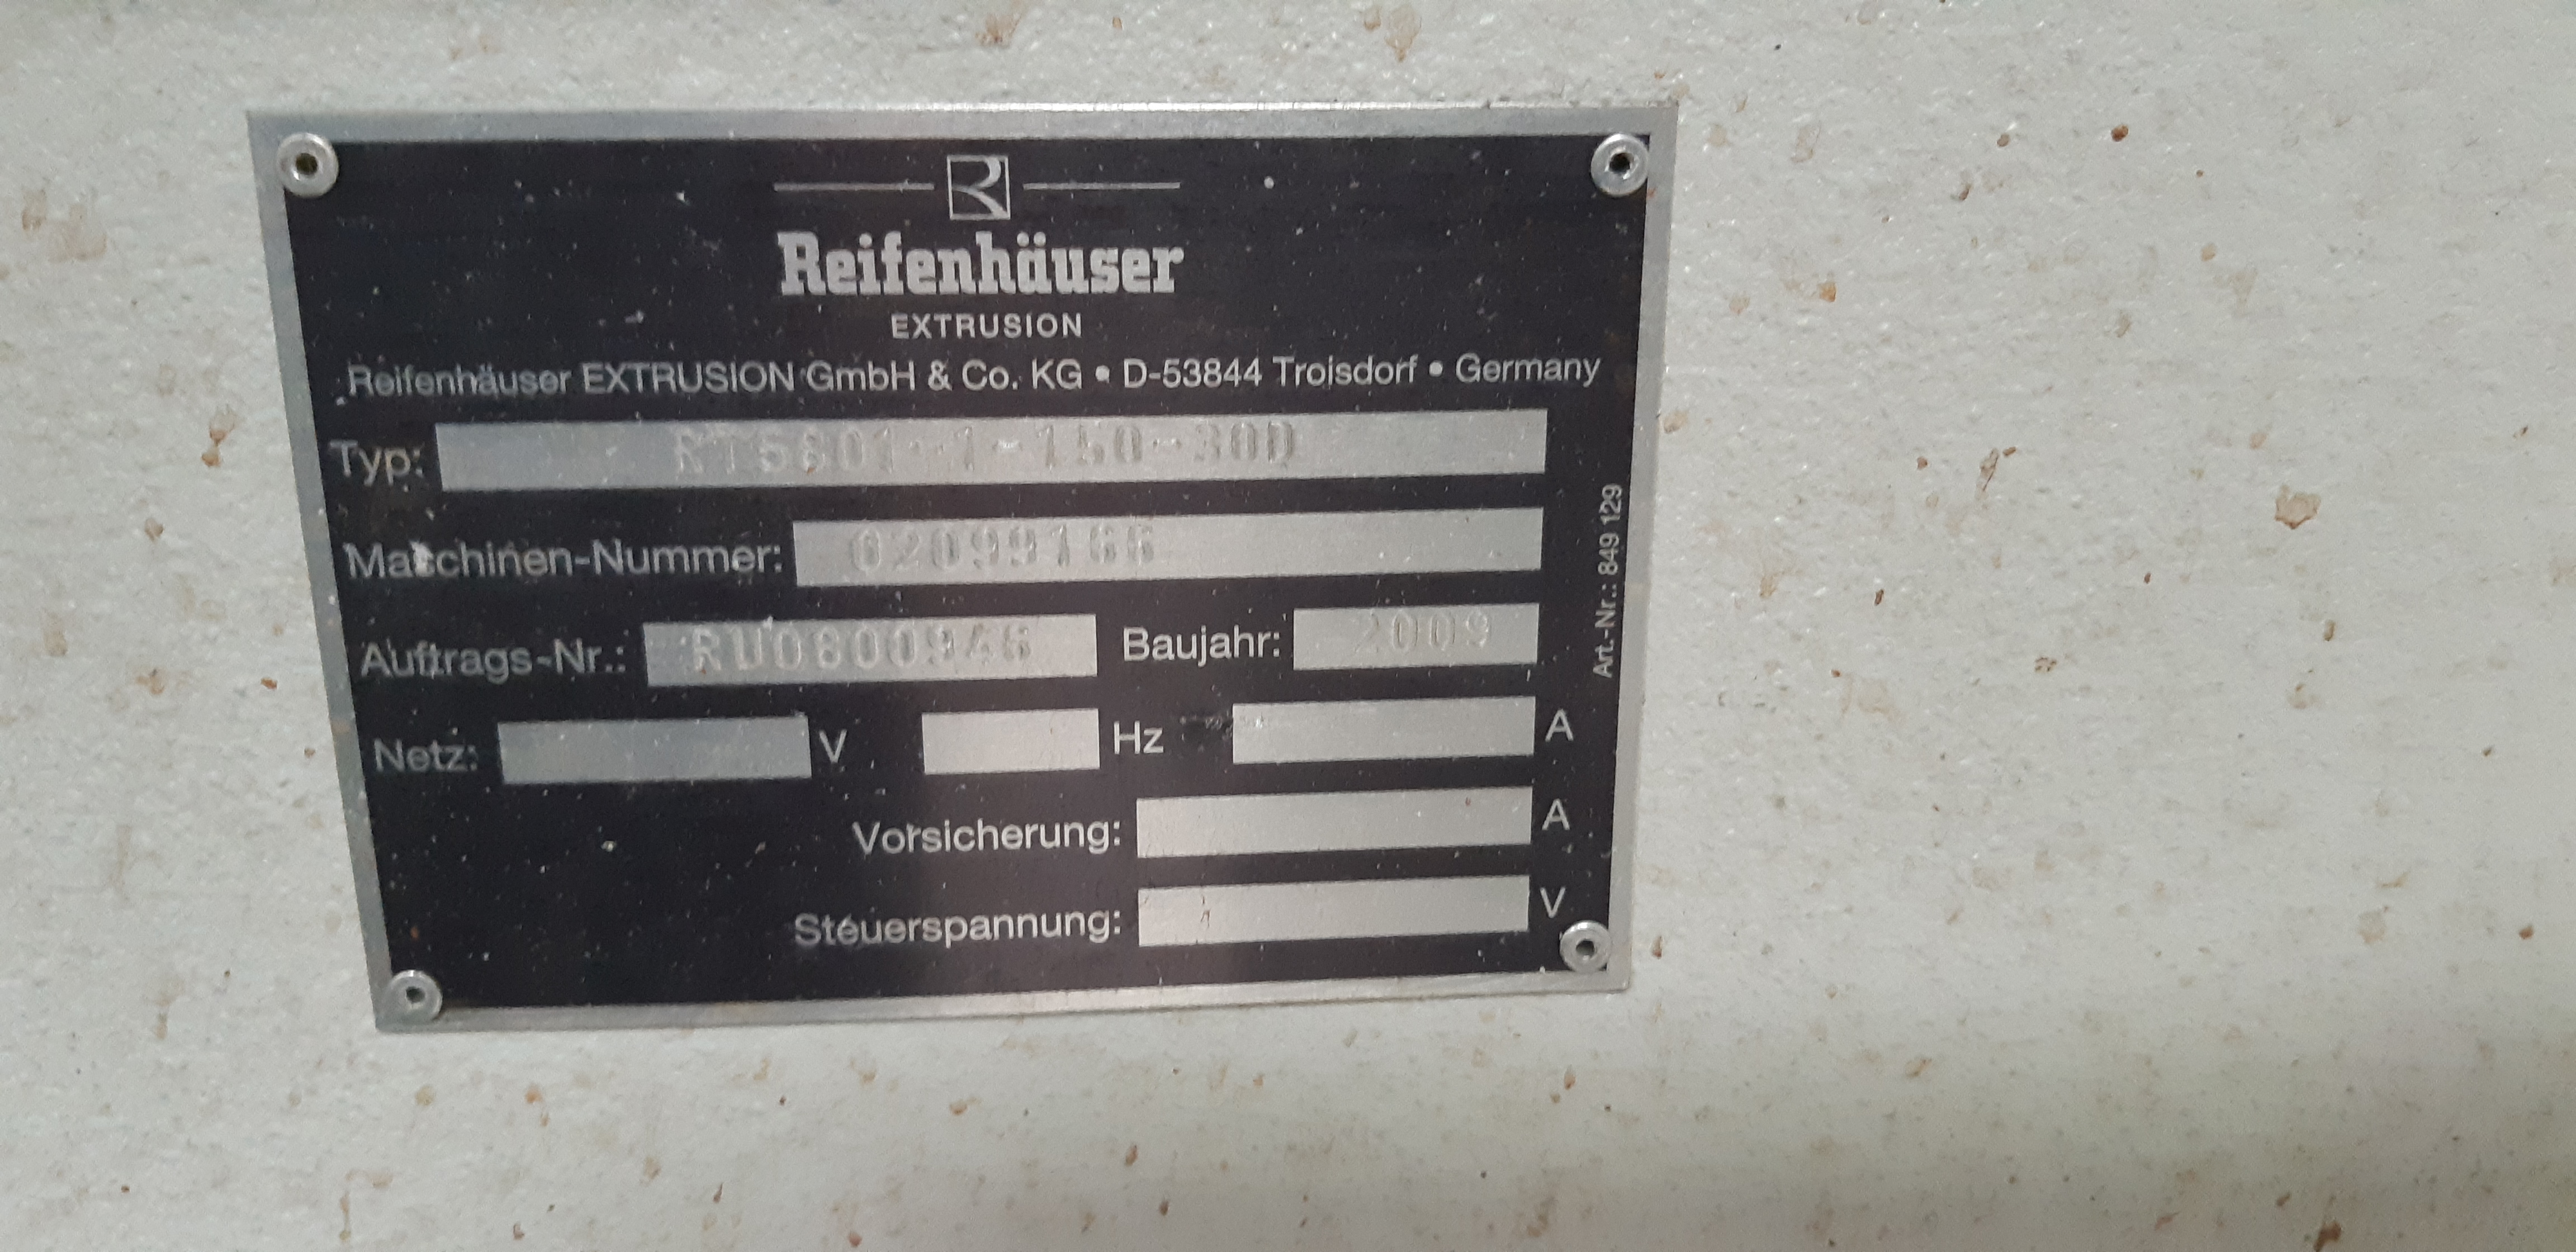 Reifenhäuser
EXTRUSION
Reifenhäuser EXTRUSION GmbH & Co. KG • D-53844 Troisdorf • Germany
Typ: RT5801-1-150-30D
Maschinen-Nummer: 02099166
Auftrags-Nr.: RU0800946 Baujahr: 2009
Netz: V Hz A
Vorsicherung: A
Steuerspannung: V
Art.-Nr.: 849 129